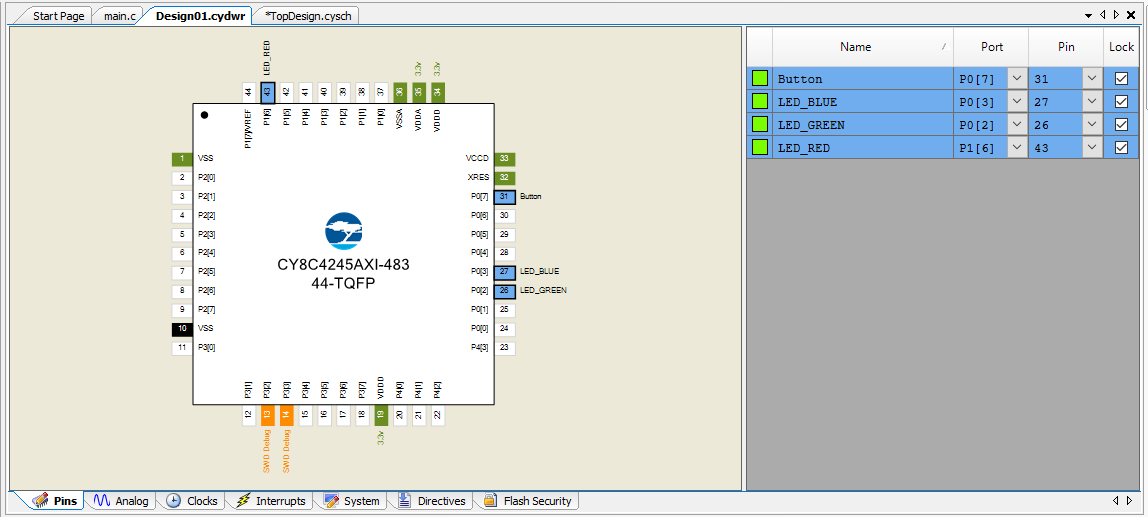 Start Page main.c Design01.cydwr *TopDesign.cysch
LED_RED 3.3v 3.3v
44 43 42 41 40 39 38 37 36 35 34
P1[7]/VREF P1[6] P1[5] P1[4] P1[3] P1[2] P1[1] P1[0] VSSA VDDA VDDD
1 VSS VCCD 33
2 P2[0] XRES 32
3 P2[1] P0[7] 31 Button
4 P2[2] P0[6] 30
5 P2[3] P0[5] 29
6 P2[4] P0[4] 28
7 P2[5] P0[3] 27 LED_BLUE
8 P2[6] P0[2] 26 LED_GREEN
9 P2[7] P0[1] 25
10 VSS P0[0] 24
11 P3[0] P4[3] 23
CY8C4245AXI-483
44-TQFP
P3[1] P3[2] P3[3] P3[4] P3[5] P3[6] P3[7] VDDD P4[0] P4[1] P4[2]
12 13 14 15 16 17 18 19 20 21 22
SWD Debug SWD Debug 3.3v
Name / Port Pin Lock
Button P0[7] 31
LED_BLUE P0[3] 27
LED_GREEN P0[2] 26
LED_RED P1[6] 43
Pins Analog Clocks Interrupts System Directives Flash Security